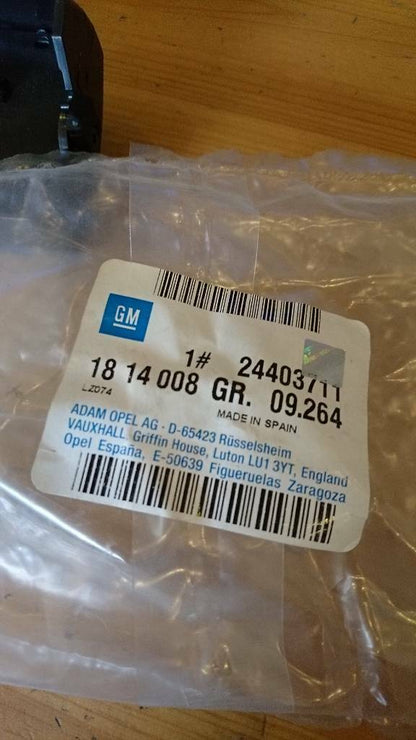 GM
1# 24403711
18 14 008 GR. 09.264
LZ074
MADE IN SPAIN
ADAM OPEL AG - D-65423 Rüsselsheim
VAUXHALL, Griffin House, Luton LU1 3YT, England
Opel España, E-50639 Figueruelas Zaragoza